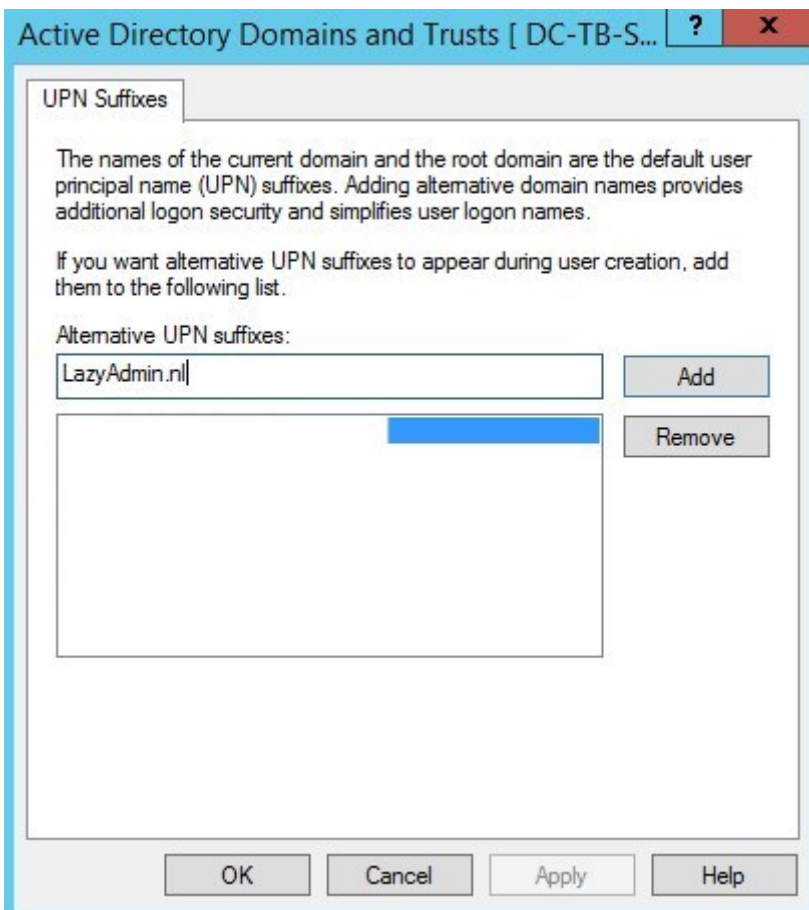 Active Directory Domains and Trusts [ DC-TB-S... ? x
UPN Suffixes
The names of the current domain and the root domain are the default user
principal name (UPN) suffixes. Adding alternative domain names provides
additional logon security and simplifies user logon names.
If you want alternative UPN suffixes to appear during user creation, add
them to the following list.
Alternative UPN suffixes:
LazyAdmin.nl
Add
Remove
OK Cancel Apply Help